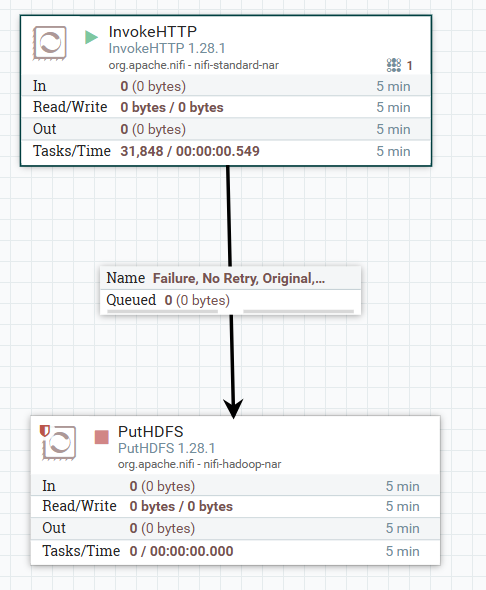 InvokeHTTP
InvokeHTTP 1.28.1
org.apache.nifi - nifi-standard-nar
1
In 0 (0 bytes) 5 min
Read/Write 0 bytes / 0 bytes 5 min
Out 0 (0 bytes) 5 min
Tasks/Time 31,848 / 00:00:00.549 5 min
Name Failure, No Retry, Original,...
Queued 0 (0 bytes)
PutHDFS
PutHDFS 1.28.1
org.apache.nifi - nifi-hadoop-nar
In 0 (0 bytes) 5 min
Read/Write 0 bytes / 0 bytes 5 min
Out 0 (0 bytes) 5 min
Tasks/Time 0 / 00:00:00.000 5 min